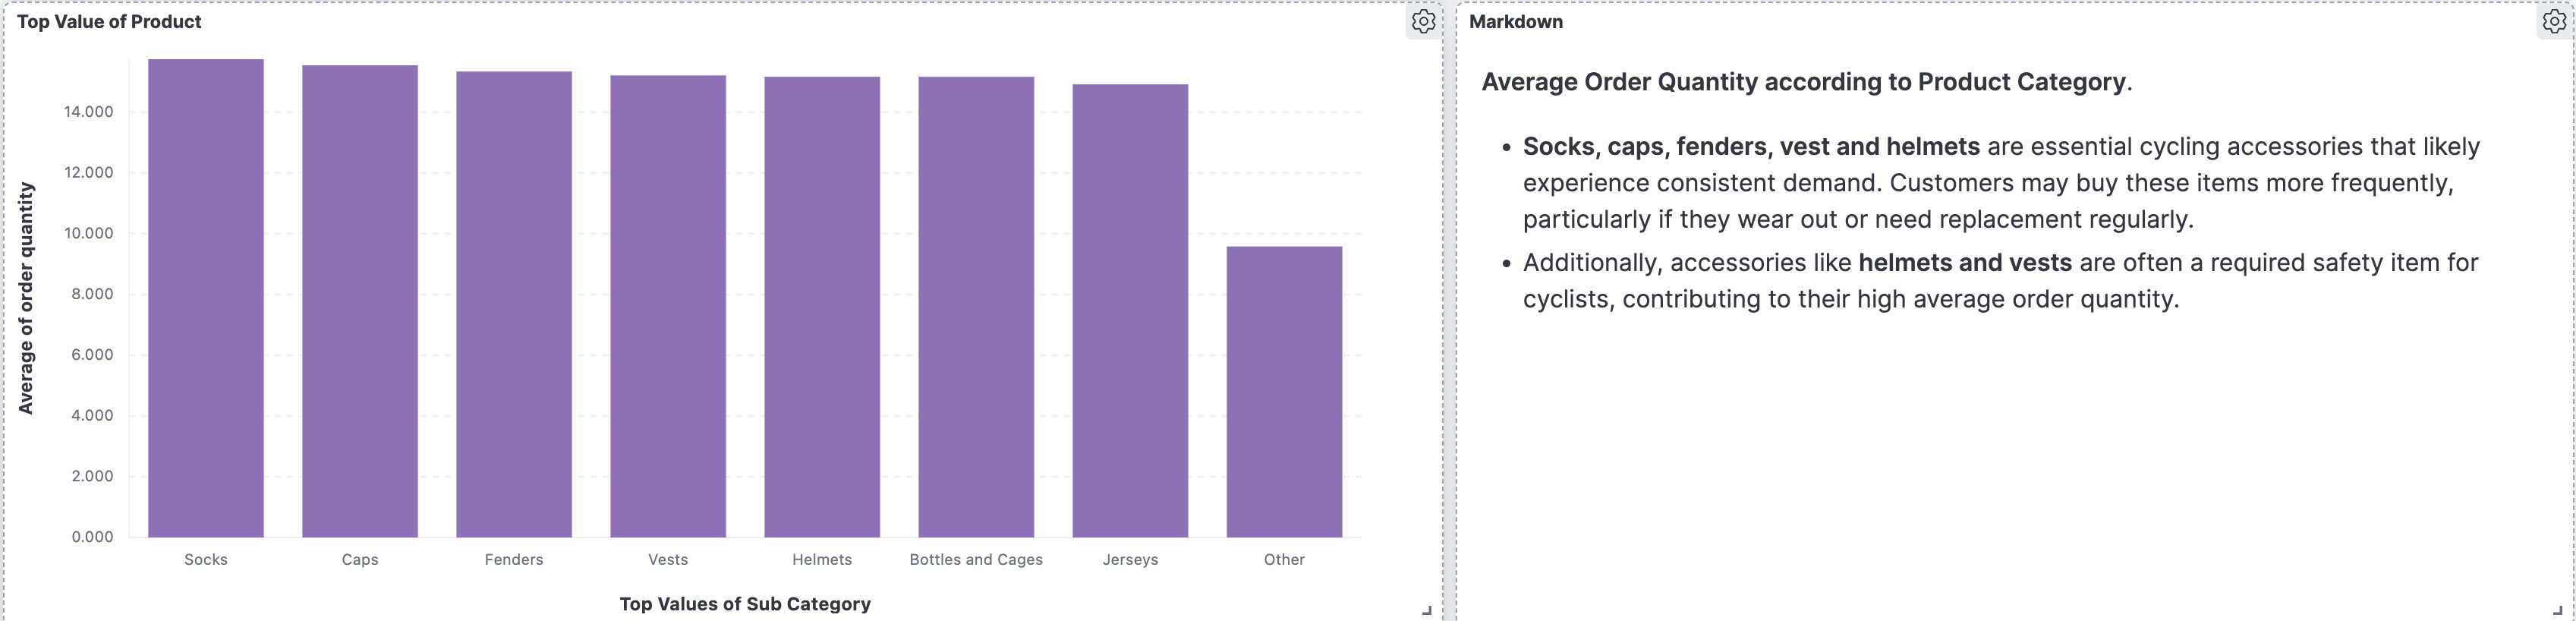 Top Value of Product
14.000
12.000
10.000
8.000
6.000
4.000
2.000
0.000
Average of order quantity
Socks
Caps
Fenders
Vests
Helmets
Bottles and Cages
Jerseys
Other
Top Values of Sub Category
Markdown
Average Order Quantity according to Product Category.
• Socks, caps, fenders, vest and helmets are essential cycling accessories that likely
experience consistent demand. Customers may buy these items more frequently,
particularly if they wear out or need replacement regularly.
• Additionally, accessories like helmets and vests are often a required safety item for
cyclists, contributing to their high average order quantity.